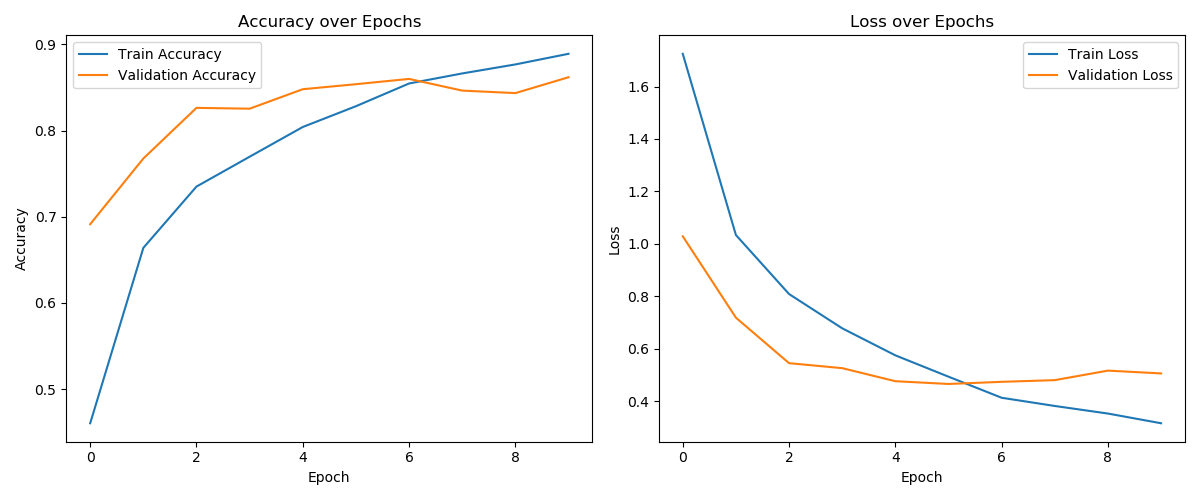 Accuracy over Epochs
Train Accuracy
Validation Accuracy
0.9
0.8
0.7
0.6
0.5
Accuracy
0 2 4 6 8
Epoch
Loss over Epochs
Train Loss
Validation Loss
1.6
1.4
1.2
1.0
0.8
0.6
0.4
Loss
0 2 4 6 8
Epoch